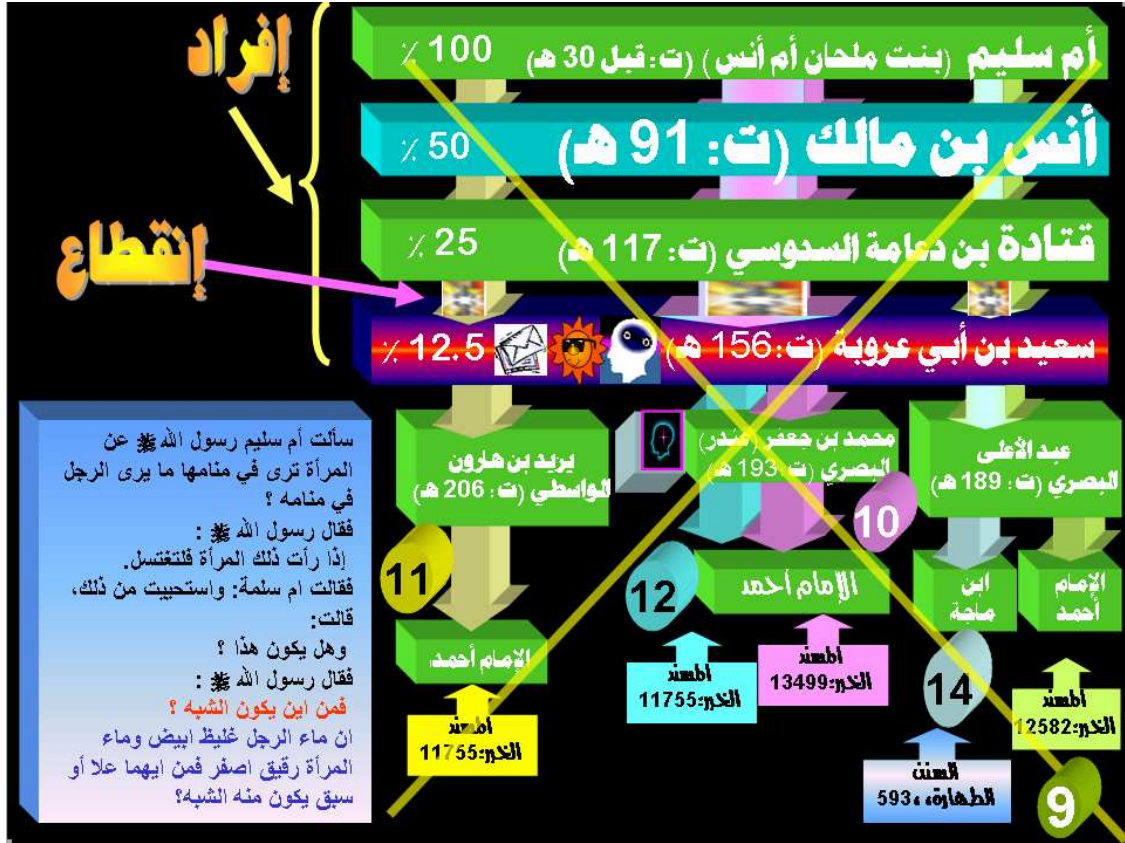 إفراد
أم سليم (بنت ملحان أم أنس) (ت: قبل 30 هـ) 100 ٪
أنس بن مالك (ت: 91 هـ) 50 ٪
إنقطاع
قتادة بن دعامة السدوسي (ت: 117 هـ) 25 ٪
سعيد بن أبي عروبة (ت: 156 هـ) 12.5 ٪
عبد الأعلى
البصري (ت: 189 هـ)
محمد بن جعفر (غندر)
البصري (ت: 193 هـ)
يزيد بن هارون
الواسطي (ت: 206 هـ)
10
11
12
14
9
الإمام
أحمد
ابن
ماجة
الإمام أحمد
الإمام أحمد
المسند
الخبر:12582
السنن
الطهارة، 593،
المسند
الخبر:13499
المسند
الخبر:11755
المسند
الخبر:11755
سألت أم سليم رسول الله ﷺ عن
المرأة ترى في منامها ما يرى الرجل
في منامه ؟
فقال رسول الله ﷺ :
إذا رأت ذلك المرأة فلتغتسل.
فقالت ام سلمة: واستحييت من ذلك،
قالت:
وهل يكون هذا ؟
فقال رسول الله ﷺ :
فمن اين يكون الشبه ؟
ان ماء الرجل غليظ ابيض وماء
المرأة رقيق اصفر فمن ايهما علا أو
سبق يكون منه الشبه؟